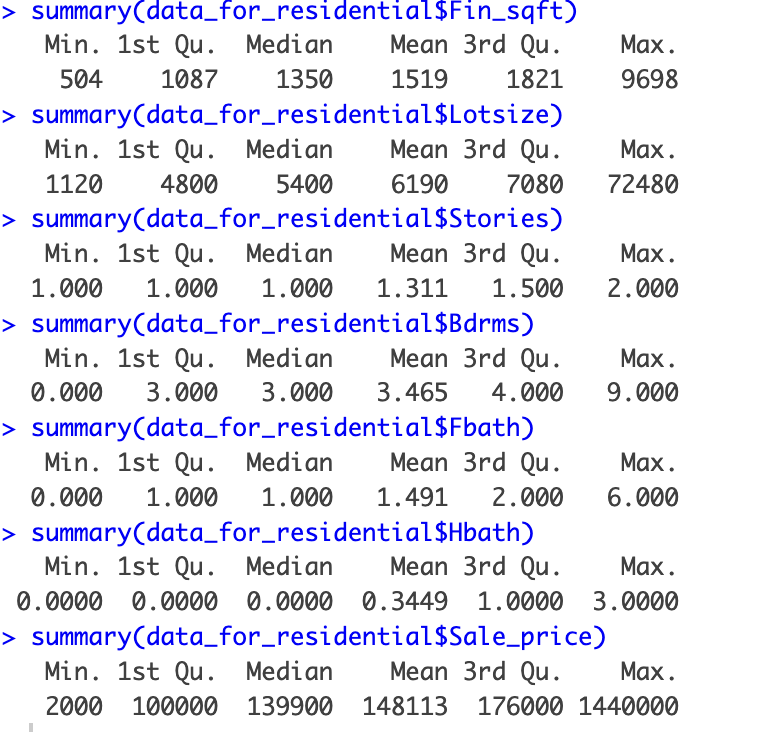 > summary(data_for_residential$Fin_sqft)
   Min. 1st Qu.  Median    Mean 3rd Qu.    Max.
    504    1087    1350    1519    1821    9698
> summary(data_for_residential$Lotsize)
   Min. 1st Qu.  Median    Mean 3rd Qu.    Max.
   1120    4800    5400    6190    7080   72480
> summary(data_for_residential$Stories)
   Min. 1st Qu.  Median    Mean 3rd Qu.    Max.
  1.000   1.000   1.000   1.311   1.500   2.000
> summary(data_for_residential$Bdrms)
   Min. 1st Qu.  Median    Mean 3rd Qu.    Max.
  0.000   3.000   3.000   3.465   4.000   9.000
> summary(data_for_residential$Fbath)
   Min. 1st Qu.  Median    Mean 3rd Qu.    Max.
  0.000   1.000   1.000   1.491   2.000   6.000
> summary(data_for_residential$Hbath)
   Min. 1st Qu.  Median    Mean 3rd Qu.    Max.
 0.0000  0.0000  0.0000  0.3449  1.0000  3.0000
> summary(data_for_residential$Sale_price)
   Min. 1st Qu.  Median    Mean 3rd Qu.    Max.
   2000  100000  139900  148113  176000 1440000